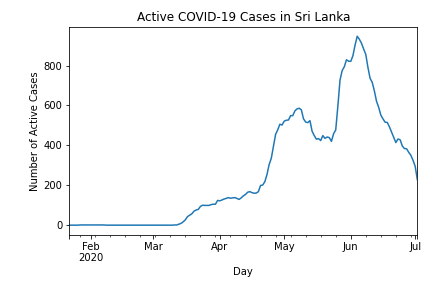 Active COVID-19 Cases in Sri Lanka
Number of Active Cases
800
600
400
200
0
Feb Mar Apr May Jun Jul
2020
Day